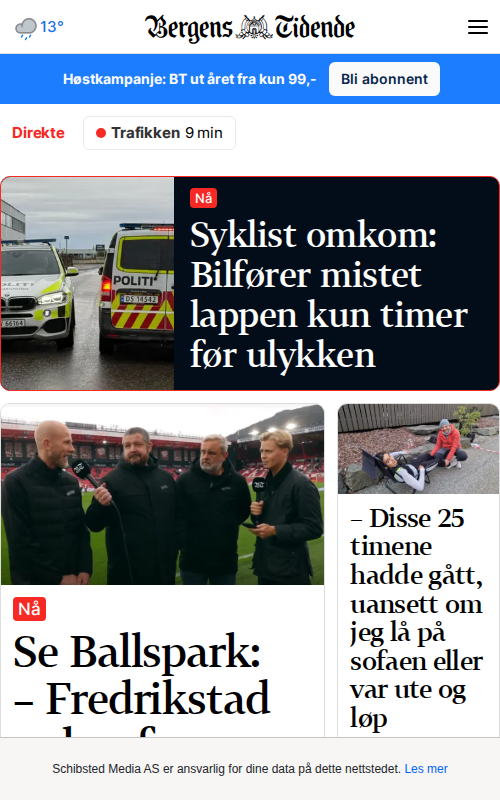 13°
Bergens Tidende
Høstkampanje: BT ut året fra kun 99,-
Bli abonnent
Direkte
Trafikken 9 min
POLITI
POLITI
DS 14542
66164
Nå
Syklist omkom:
Bilfører mistet
lappen kun timer
før ulykken
Nå
Se Ballspark:
– Fredrikstad
– Disse 25
timene
hadde gått,
uansett om
jeg lå på
sofaen eller
var ute og
løp
Schibsted Media AS er ansvarlig for dine data på dette nettstedet. Les mer